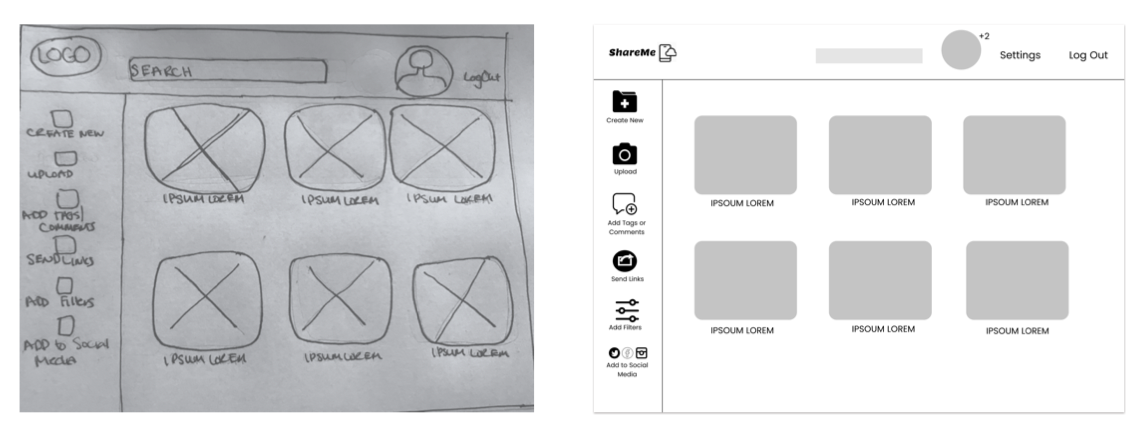 LOGO
SEARCH
LogOut
CREATE NEW
UPLOAD
ADD TAGS/
COMMENTS
SEND LINKS
ADD Filters
ADD to Social
Media
IPSUM LOREM
IPSUM LOREM
IPSUM LOREM
IPSUM LOREM
IPSUM LOREM
IPSUM LOREM
ShareMe
+2
Settings
Log Out
Create New
Upload
Add Tags or
Comments
Send Links
Add Filters
Add to Social
Media
IPSOUM LOREM
IPSOUM LOREM
IPSOUM LOREM
IPSOUM LOREM
IPSOUM LOREM
IPSOUM LOREM